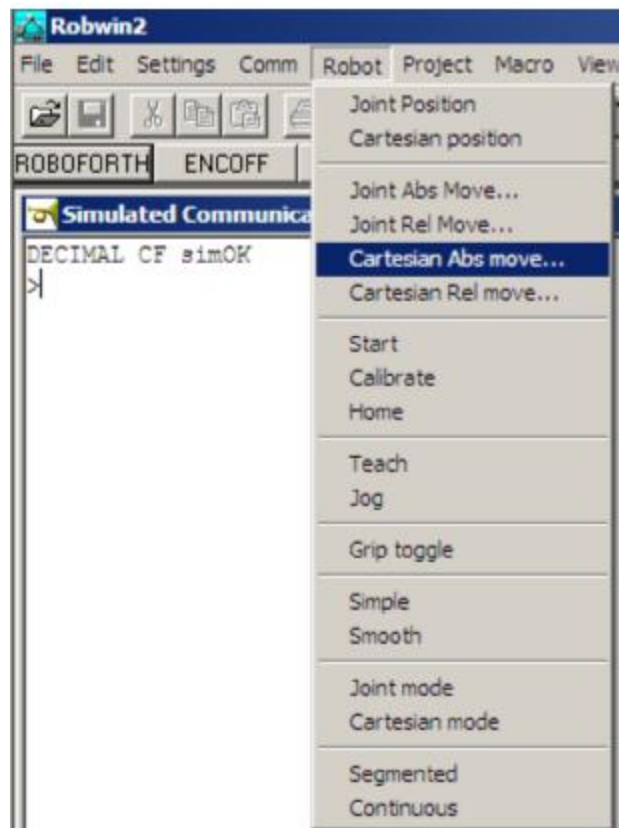 Robwin2
File Edit Settings Comm Robot Project Macro View
ROBOFORTH ENCOFF
Simulated Communica
DECIMAL CF simOK
>
Joint Position
Cartesian position
Joint Abs Move...
Joint Rel Move...
Cartesian Abs move...
Cartesian Rel move...
Start
Calibrate
Home
Teach
Jog
Grip toggle
Simple
Smooth
Joint mode
Cartesian mode
Segmented
Continuous